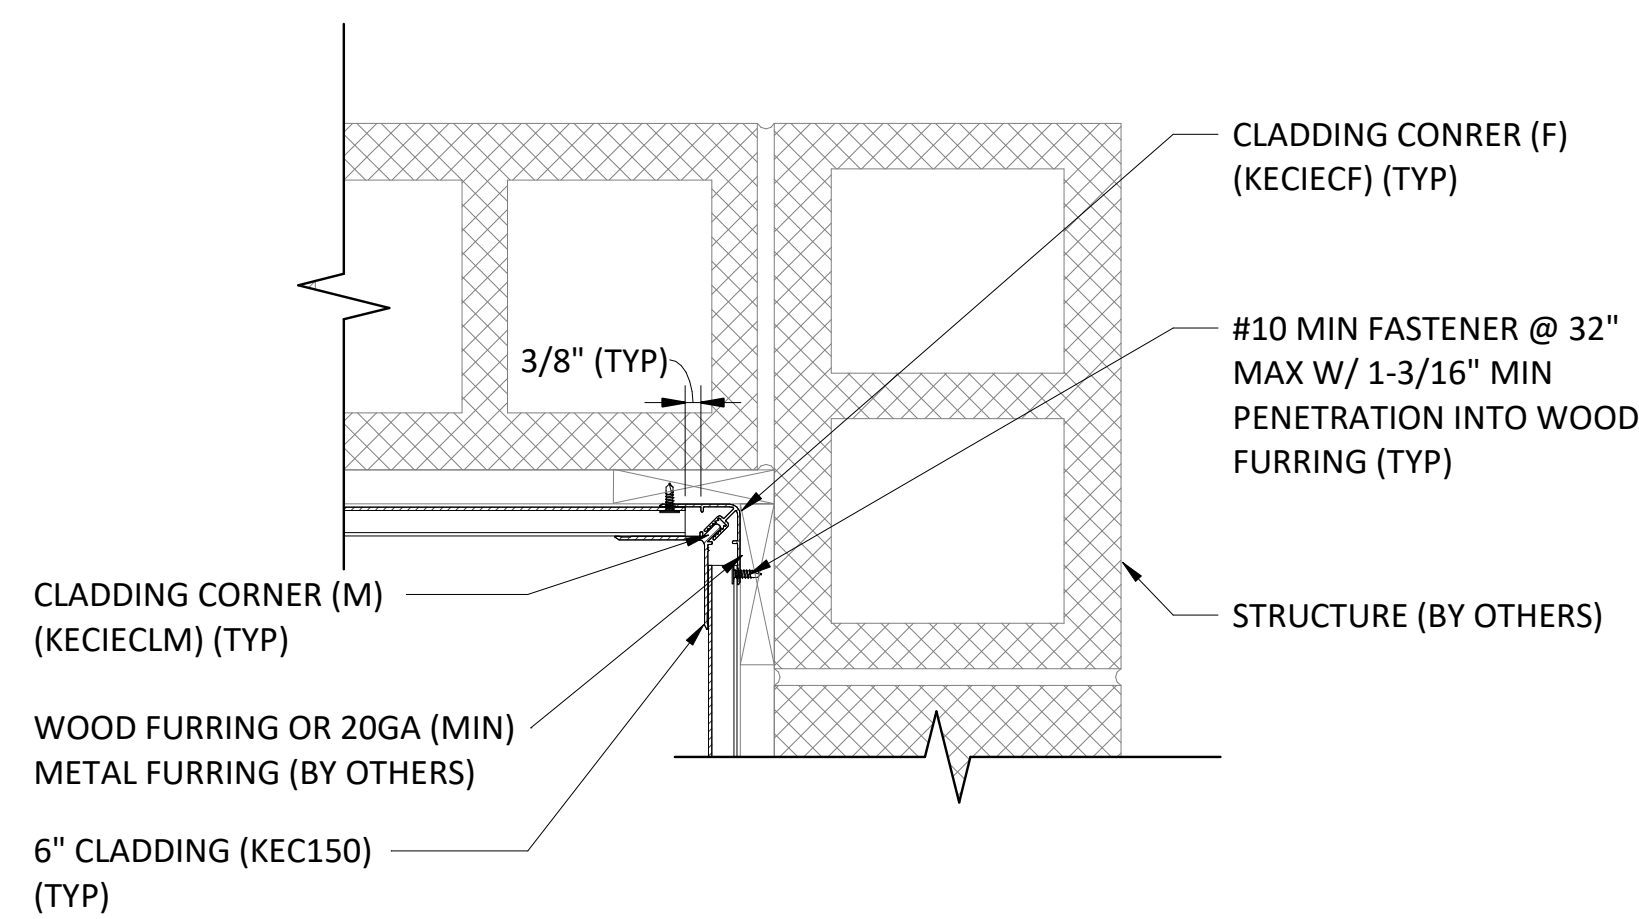 CLADDING CONRER (F)
(KECIECF) (TYP)
#10 MIN FASTENER @ 32"
MAX W/ 1-3/16" MIN
PENETRATION INTO WOOD
FURRING (TYP)
3/8" (TYP)
CLADDING CORNER (M)
(KECIECLM) (TYP)
STRUCTURE (BY OTHERS)
WOOD FURRING OR 20GA (MIN)
METAL FURRING (BY OTHERS)
6" CLADDING (KEC150)
(TYP)